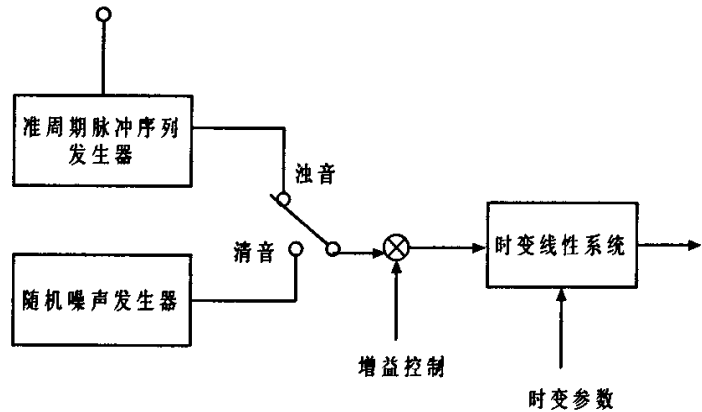 准周期脉冲序列
发生器
浊音
清音
随机噪声发生器
时变线性系统
增益控制
时变参数